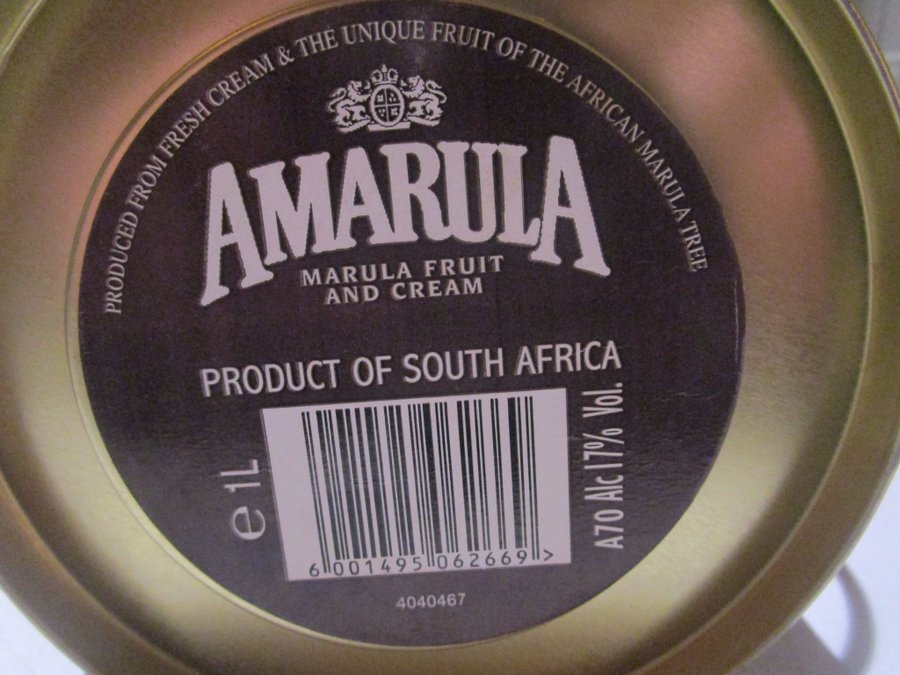 PRODUCED FROM FRESH CREAM & THE UNIQUE FRUIT OF THE AFRICAN MARULA TREE
AMARULA
MARULA FRUIT
AND CREAM
PRODUCT OF SOUTH AFRICA
e 1L
A70 Alc 17% Vol.
6 001495 062669 >
4040467